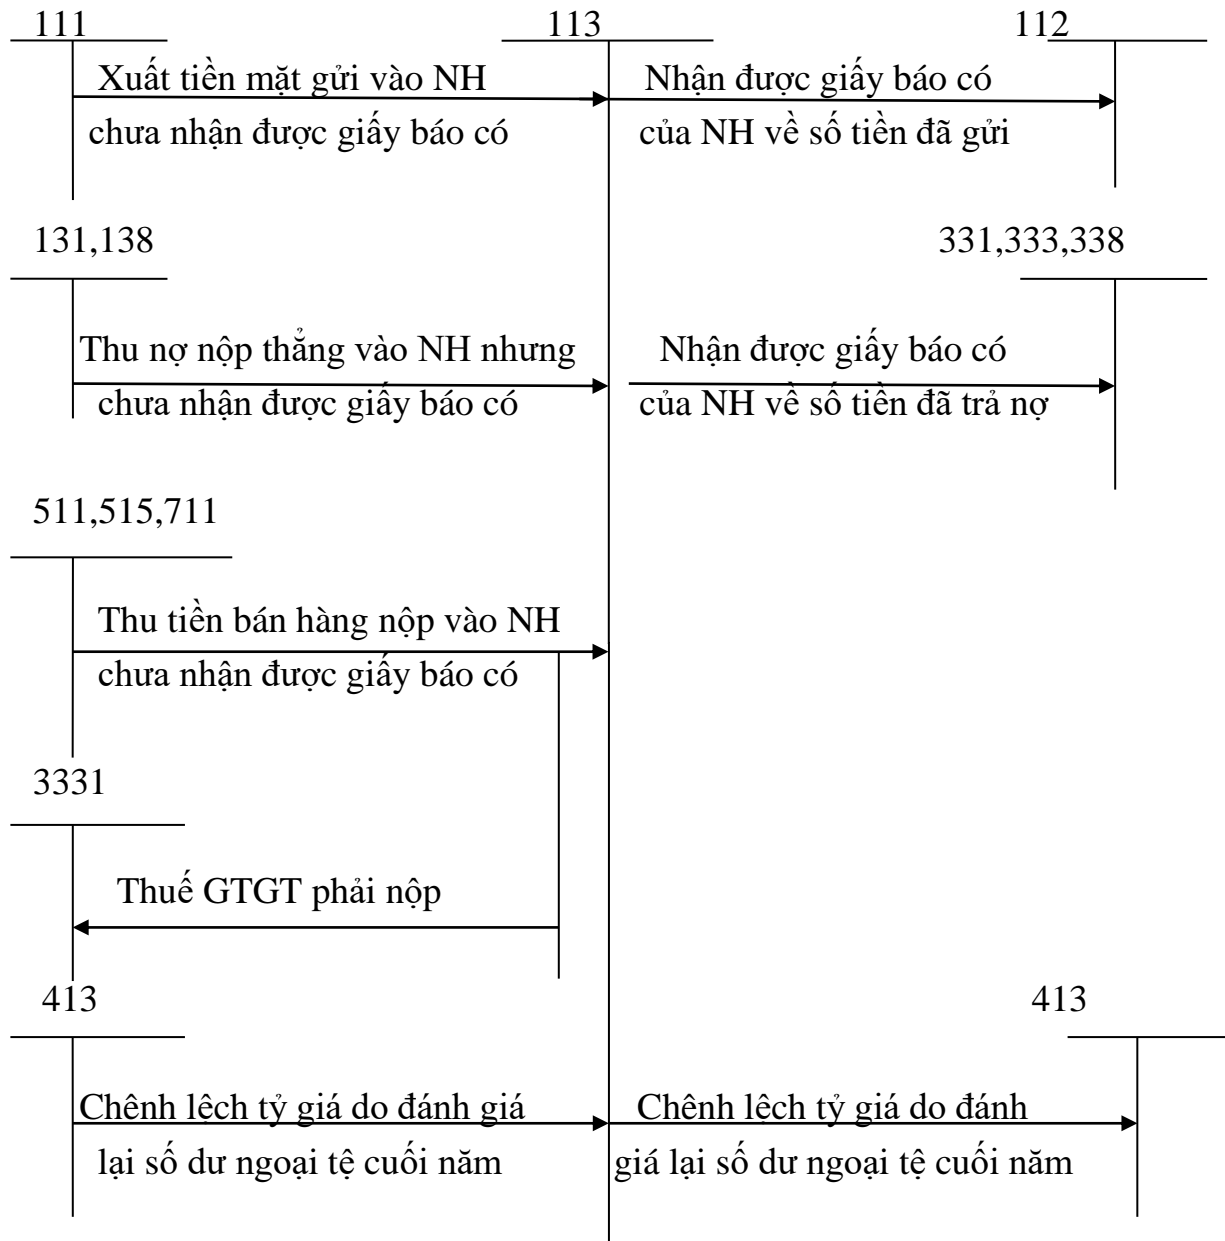 111
113
112
Xuất tiền mặt gửi vào NH
chưa nhận được giấy báo có
Nhận được giấy báo có
của NH về số tiền đã gửi
131,138
331,333,338
Thu nợ nộp thẳng vào NH nhưng
chưa nhận được giấy báo có
Nhận được giấy báo có
của NH về số tiền đã trả nợ
511,515,711
Thu tiền bán hàng nộp vào NH
chưa nhận được giấy báo có
3331
Thuế GTGT phải nộp
413
413
Chênh lệch tỷ giá do đánh giá
lại số dư ngoại tệ cuối năm
Chênh lệch tỷ giá do đánh
giá lại số dư ngoại tệ cuối năm